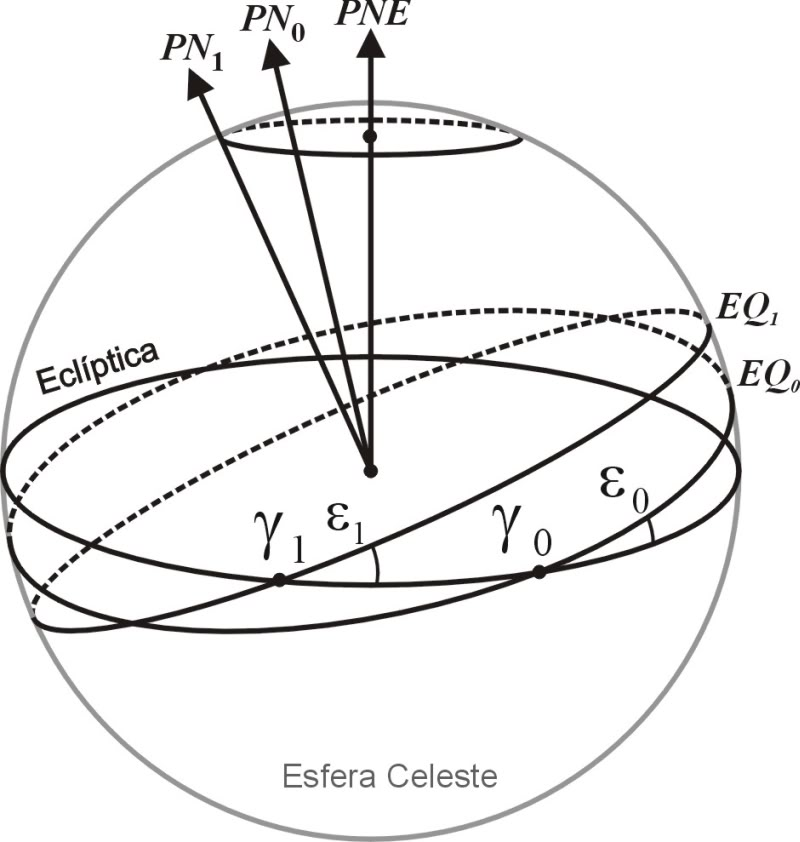 PNE
PN₀
PN₁
EQ₁
Eclíptica
EQ₀
ε₀
ε₁
γ₀
γ₁
Esfera Celeste